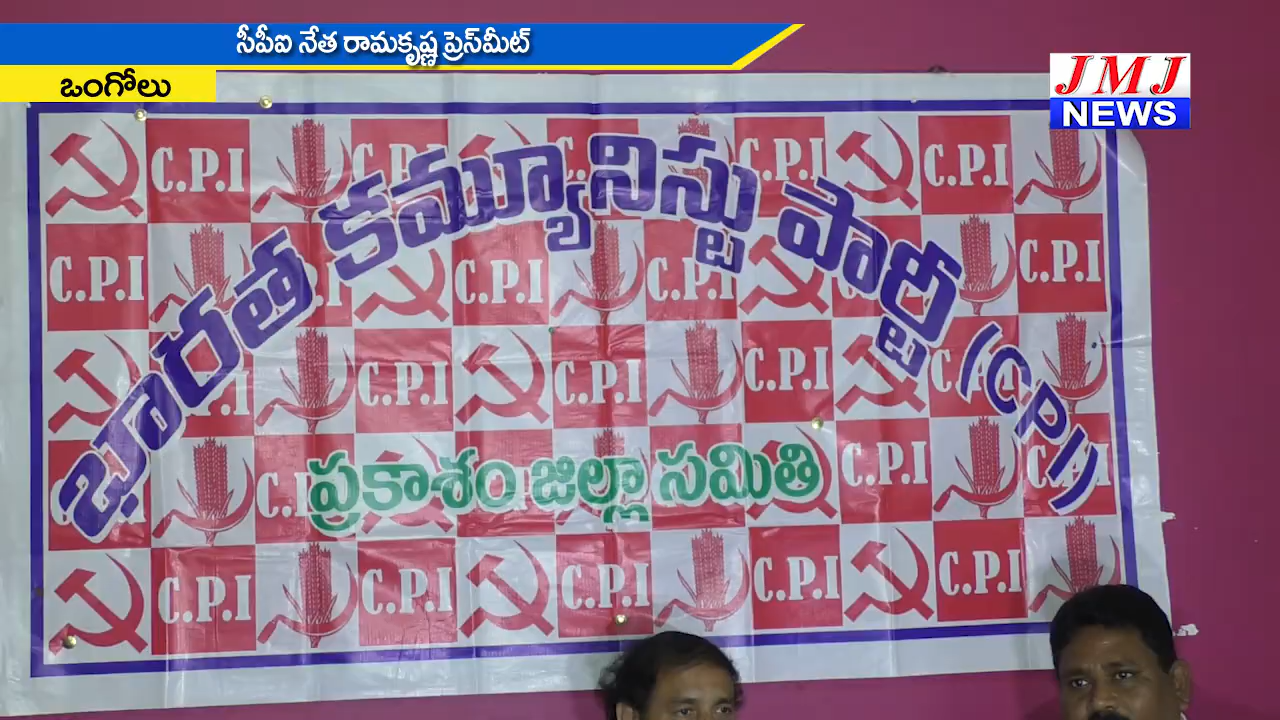 సీపీఐ నేత రామకృష్ణ ప్రెస్‌మీట్
ఒంగోలు
JMJ
NEWS
భారత కమ్యూనిస్టు పార్టీ (CPI)
ప్రకాశం జిల్లా సమితి
C.P.I C.P.I C.P.I C.P.I C.P.I
C.P.I C.P.I C.P.I C.P.I C.P.I C.P.I
C.P.I C.P.I C.P.I C.P.I C.P.I
C.P.I C.P.I C.P.I C.P.I
C.P.I C.P.I C.P.I C.P.I C.P.I